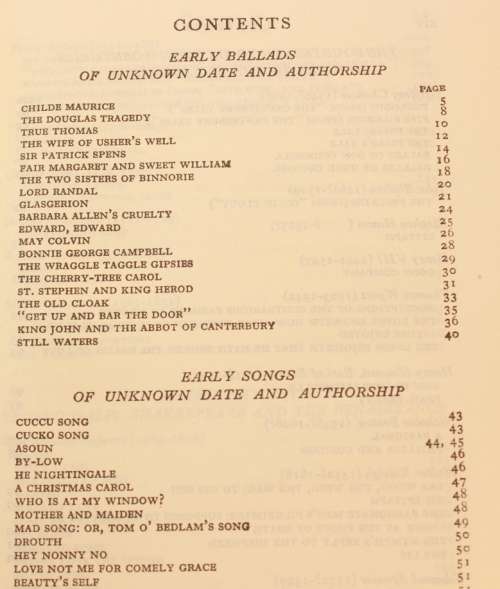 CONTENTS
EARLY BALLADS
OF UNKNOWN DATE AND AUTHORSHIP
PAGE
CHILDE MAURICE 5
THE DOUGLAS TRAGEDY 8
TRUE THOMAS 10
THE WIFE OF USHER'S WELL 12
SIR PATRICK SPENS 14
FAIR MARGARET AND SWEET WILLIAM 16
THE TWO SISTERS OF BINNORIE 18
LORD RANDAL 20
GLASGERION 21
BARBARA ALLEN'S CRUELTY 24
EDWARD, EDWARD 25
MAY COLVIN 26
BONNIE GEORGE CAMPBELL 28
THE WRAGGLE TAGGLE GIPSIES 29
THE CHERRY-TREE CAROL 30
ST. STEPHEN AND KING HEROD 31
THE OLD CLOAK 33
"GET UP AND BAR THE DOOR" 35
KING JOHN AND THE ABBOT OF CANTERBURY 36
STILL WATERS 40
EARLY SONGS
OF UNKNOWN DATE AND AUTHORSHIP
CUCCU SONG 43
CUCKO SONG 43
ASOUN 44, 45
BY-LOW 46
HE NIGHTINGALE 46
A CHRISTMAS CAROL 47
WHO IS AT MY WINDOW? 48
MOTHER AND MAIDEN 48
MAD SONG: OR, TOM O' BEDLAM'S SONG 49
DROUTH 50
HEY NONNY NO 50
LOVE NOT ME FOR COMELY GRACE 51
BEAUTY'S SELF 51